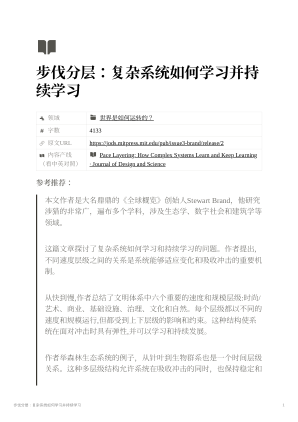 步伐分层：复杂系统如何学习并持
续学习
领域 世界是如何运转的？
# 字数 4133
原文URL https://jods.mitpress.mit.edu/pub/issue3-brand/release/2
内容产线 Pace Layering: How Complex Systems Learn and Keep Learning
（看中英对照） · Journal of Design and Science
参考推荐：
本文作者是大名鼎鼎的《全球概览》创始人Stewart Brand，他研究
涉猎的非常广，遍布多个学科，涉及生态学、数字社会和建筑学等
领域。
这篇文章探讨了复杂系统如何学习和持续学习的问题。作者提出,
不同速度层级之间的关系是系统能够适应变化和吸收冲击的重要机
制。
从快到慢,作者总结了文明体系中六个重要的速度和规模层级:时尚/
艺术、商业、基础设施、治理、文化和自然。每个层级都以不同的
速度和规模运行,但都受到上下层级的影响和约束。这种结构使系
统在面对冲击时具有弹性,并可以学习和持续发展。
作者举森林生态系统的例子，从针叶到生物群系也是一个时间层级
关系。这种多层级结构允许系统在吸收冲击的同时，也保持稳定和
步伐分层：复杂系统如何学习并持续学习 1